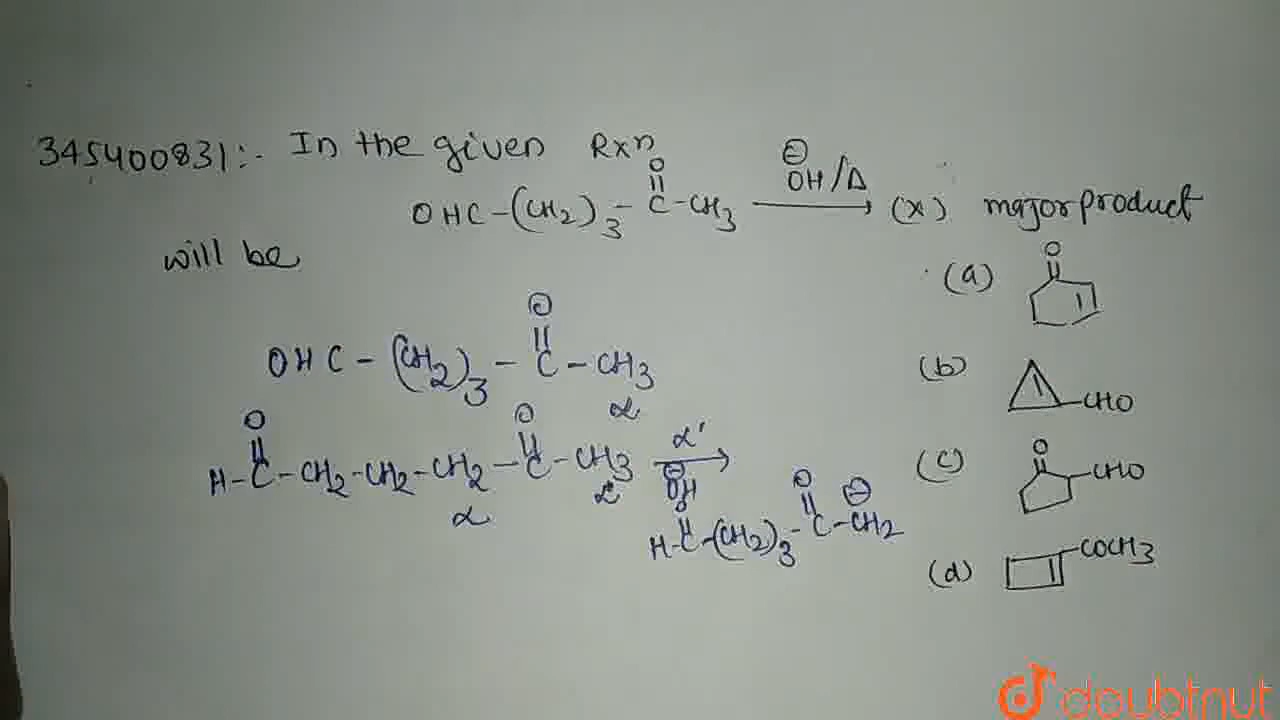 345400831:- In the given Rxn
O
OHC-(CH2)3-C-CH3 ⊖OH/Δ (x) major product
will be
(a) O
O
OHC-(CH2)3-C-CH3
α
(b) CHO
O O
H-C-CH2-CH2-CH2-C-CH3 α' ⊖OH
α α
(c) O CHO
O O ⊖
H-C-(CH2)3-C-CH2
(d) COCH3
doubtnut